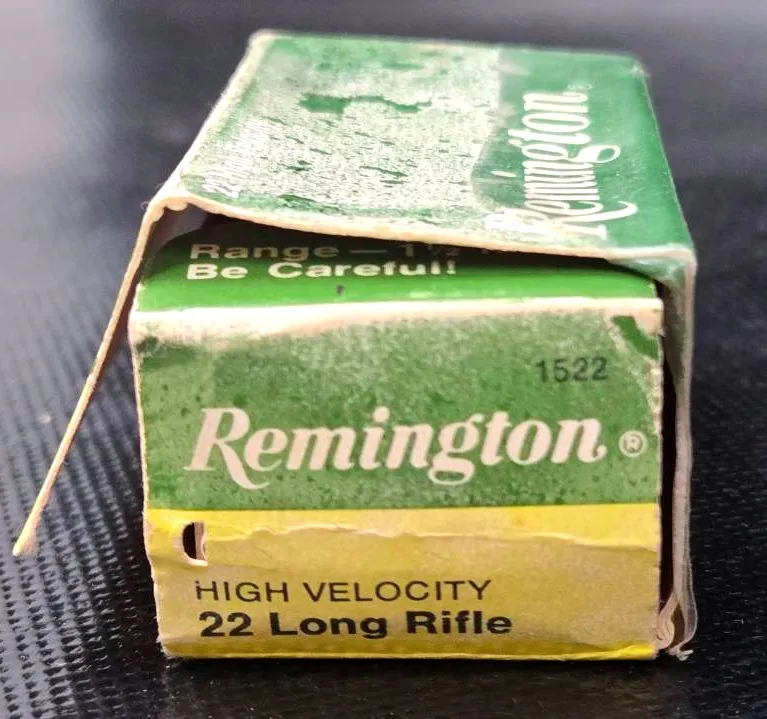 Remington
Range — 1½
Be Careful!
1522
Remington®
HIGH VELOCITY
22 Long Rifle